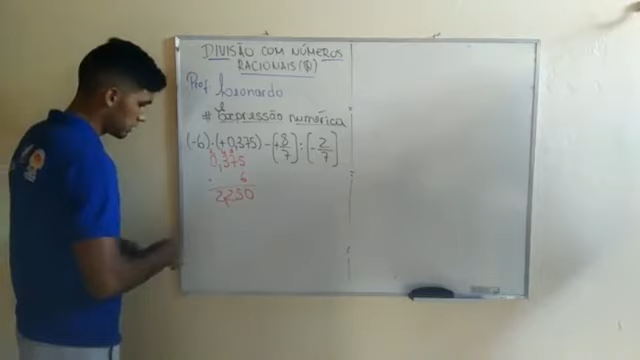 DIVISÃO COM NÚMEROS
RACIONAIS (Q)
Prof Leonardo
# Expressão numérica
(-6)·(+0,375) - [+8/7] : [-2/7]
0,375
. 6
2,250